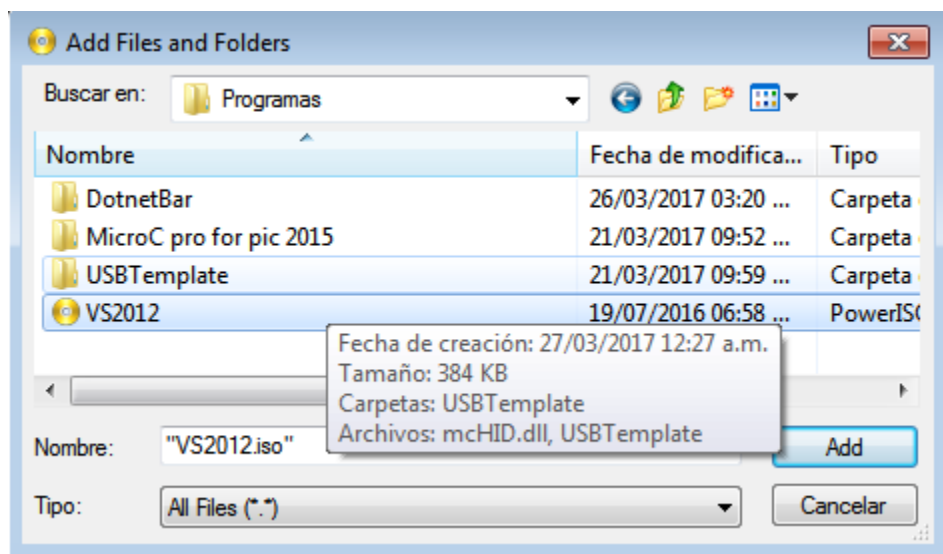 Add Files and Folders
Buscar en: Programas
Nombre Fecha de modifica... Tipo
DotnetBar 26/03/2017 03:20 ... Carpeta
MicroC pro for pic 2015 21/03/2017 09:52 ... Carpeta
USBTemplate 21/03/2017 09:59 ... Carpeta
VS2012 19/07/2016 06:58 ... PowerISO
Fecha de creación: 27/03/2017 12:27 a.m.
Tamaño: 384 KB
Carpetas: USBTemplate
Archivos: mcHID.dll, USBTemplate
Nombre: "VS2012.iso" Add
Tipo: All Files (*.*) Cancelar